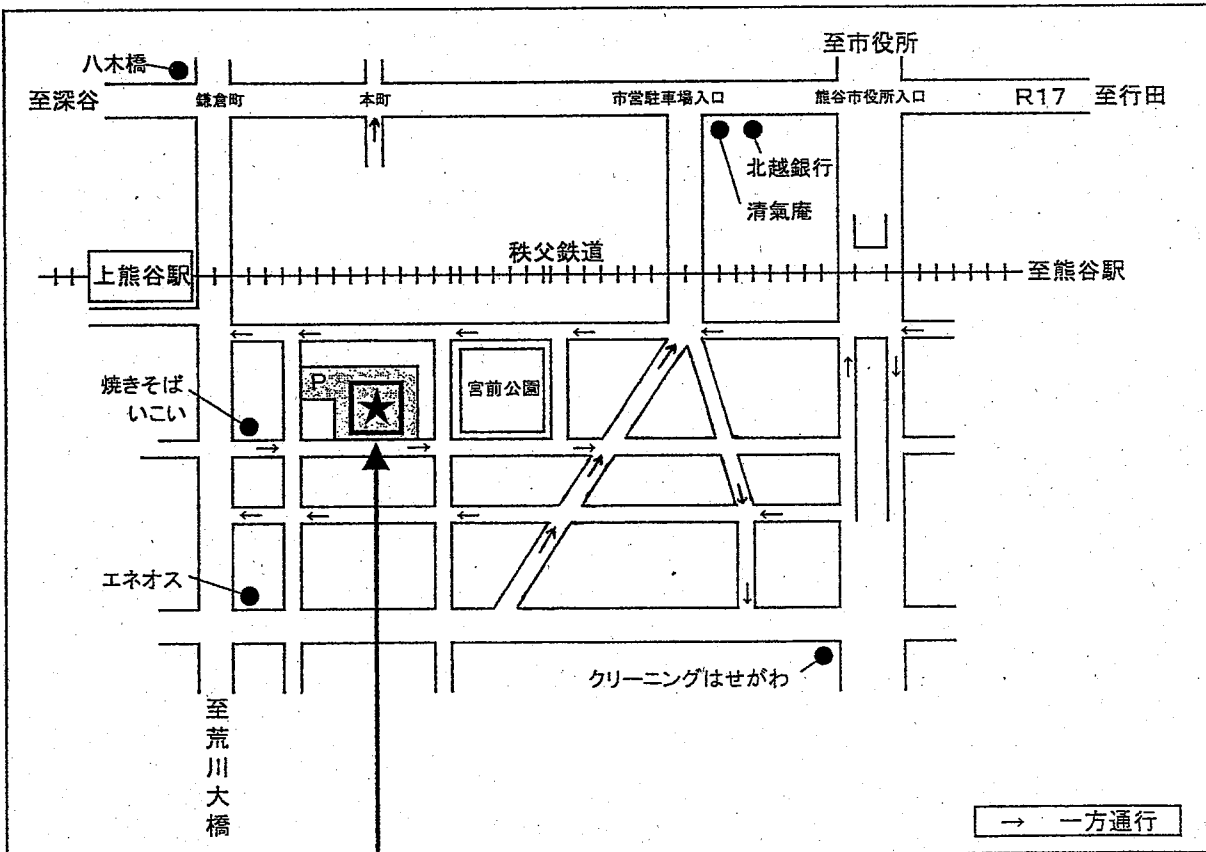 至市役所
八木橋
至深谷
鎌倉町
本町
市営駐車場入口
熊谷市役所入口
R17
至行田
北越銀行
清氣庵
秩父鉄道
上熊谷駅
至熊谷駅
P
宮前公園
焼きそば
いこい
エネオス
クリーニングはせがわ
至荒川大橋
→ 一方通行